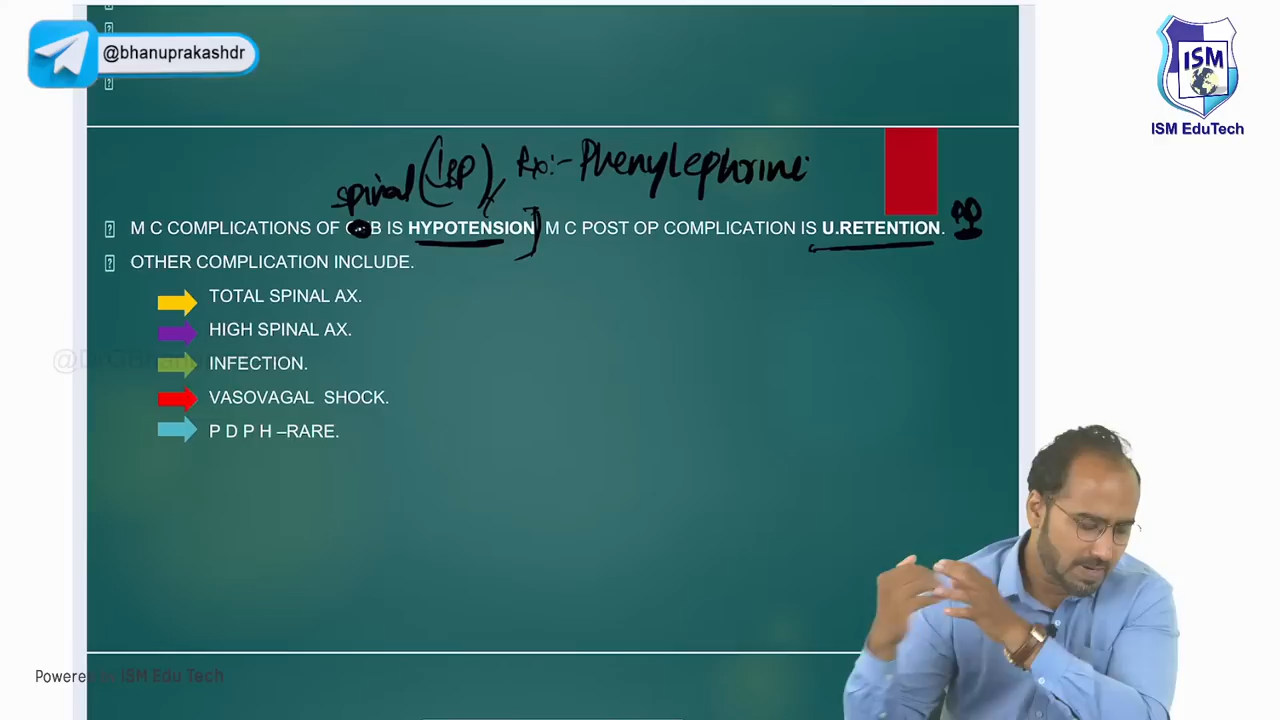 @bhanuprakashdr
ISM
ISM EduTech
spinal (↓BP), Rx:- Phenylephrine
M C COMPLICATIONS OF B IS HYPOTENSION M C POST OP COMPLICATION IS U.RETENTION.
OTHER COMPLICATION INCLUDE.
TOTAL SPINAL AX.
HIGH SPINAL AX.
INFECTION.
VASOVAGAL SHOCK.
P D P H –RARE.
Powered by ISM Edu Tech